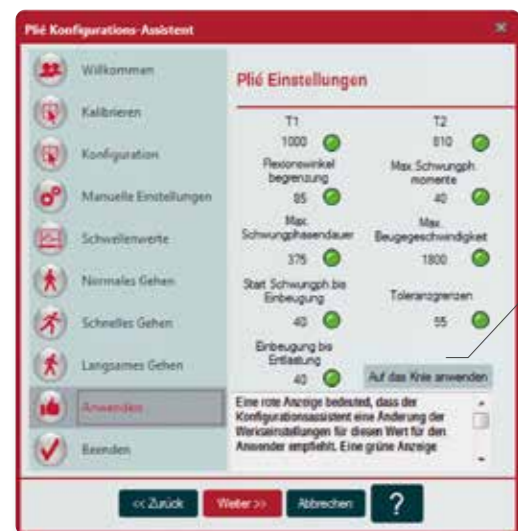 Plié Konfigurations-Assistent
Willkommen
Kalibrieren
Konfiguration
Manuelle Einstellungen
Schwellenwerte
Normales Gehen
Schnelles Gehen
Langsames Gehen
Anwenden
Beenden
Plié Einstellungen
T1
1000
T2
810
Flexionswinkel
begrenzung
85
Max. Schwungph.
momente
40
Max.
Schwungphasendauer
375
Max.
Beugegeschwindigkeit
1800
Start Schwungph. bis
Einbeugung
40
Toleranzgrenzen
55
Einbeugung bis
Entlastung
40
Auf das Knie anwenden
Eine rote Anzeige bedeuted, dass der
Konfigurationsassistent eine Änderung der
Werkseinstellungen für diesen Wert für den
Anwender empfiehlt. Eine grüne Anzeige
<< Zurück
Weiter >>
Abbrechen
?